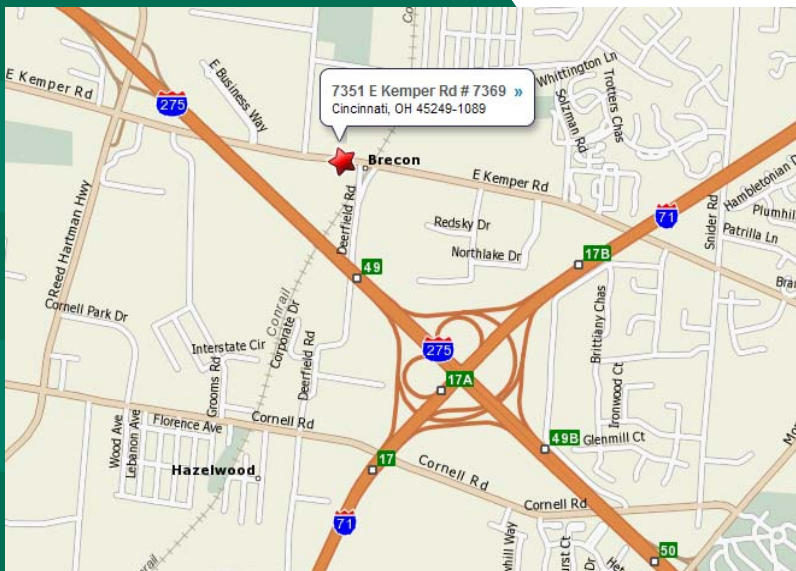 E Kemper Rd
275
E Business Way
7351 E Kemper Rd # 7369 »
Cincinnati, OH 45249-1089
Whittington Ln
Trotters Chas
Solzman Rd
Brecon
E Kemper Rd
Hambletonian
Snider Rd
71
Plumhil
Patrilla Ln
Reed Hartman Hwy
Deerfield Rd
Redsky Dr
Northlake Dr
17B
49
Conrail
Corporate Dr
Cornell Park Dr
Interstate Cir
Grooms Rd
Deerfield Rd
275
17A
Brittiany Chas
Ironwood Ct
Cornell Rd
Florence Ave
Wood Ave
Lebanon Ave
Hazelwood
17
Cornell Rd
49B
Glenmill Ct
Cornell Rd
71
50